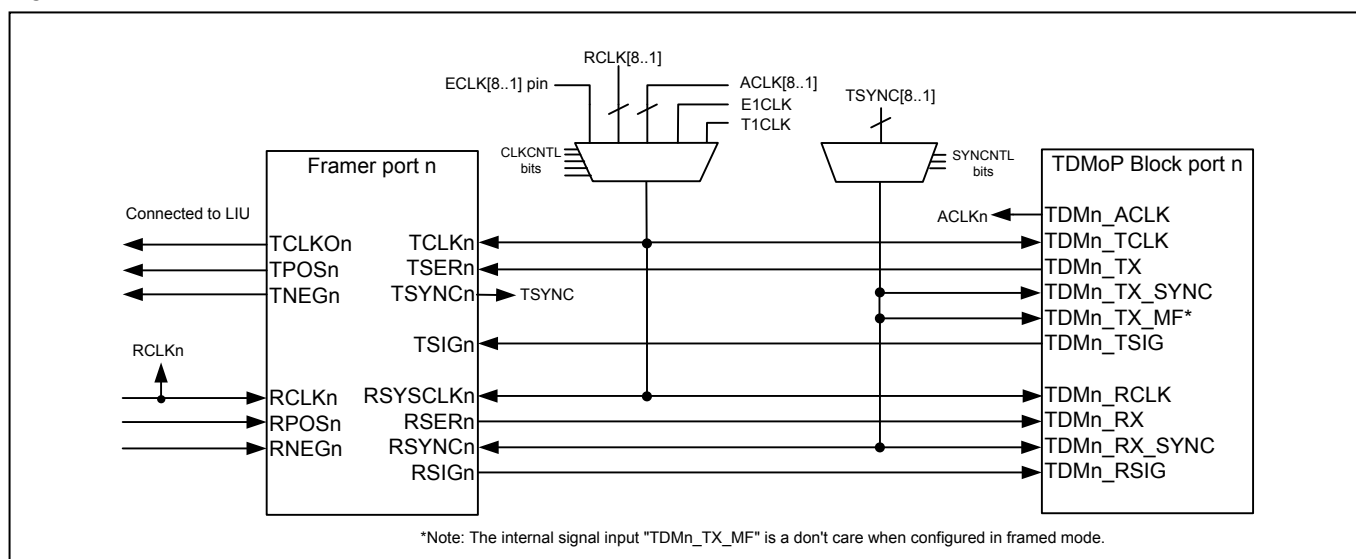 RCLK[8..1]
ECLK[8..1] pin
ACLK[8..1]
E1CLK
T1CLK
TSYNC[8..1]
CLKCNTL
bits
SYNCNTL
bits
Framer port n
TDMoP Block port n
Connected to LIU
TCLKOn
TPOSn
TNEGn
RCLKn
RCLKn
RPOSn
RNEGn
TCLKn
TSERn
TSYNCn
TSYNC
TSIGn
RSYSCLKn
RSERn
RSYNCn
RSIGn
ACLKn
TDMn_ACLK
TDMn_TCLK
TDMn_TX
TDMn_TX_SYNC
TDMn_TX_MF*
TDMn_TSIG
TDMn_RCLK
TDMn_RX
TDMn_RX_SYNC
TDMn_RSIG
*Note: The internal signal input "TDMn_TX_MF" is a don't care when configured in framed mode.